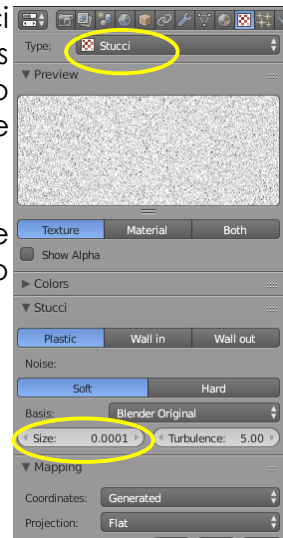 Type: Stucci
▼ Preview
Texture Material Both
Show Alpha
▶ Colors
▼ Stucci
Plastic Wall in Wall out
Noise:
Soft Hard
Basis: Blender Original
Size: 0.0001 Turbulence: 5.00
▼ Mapping
Coordinates: Generated
Projection: Flat